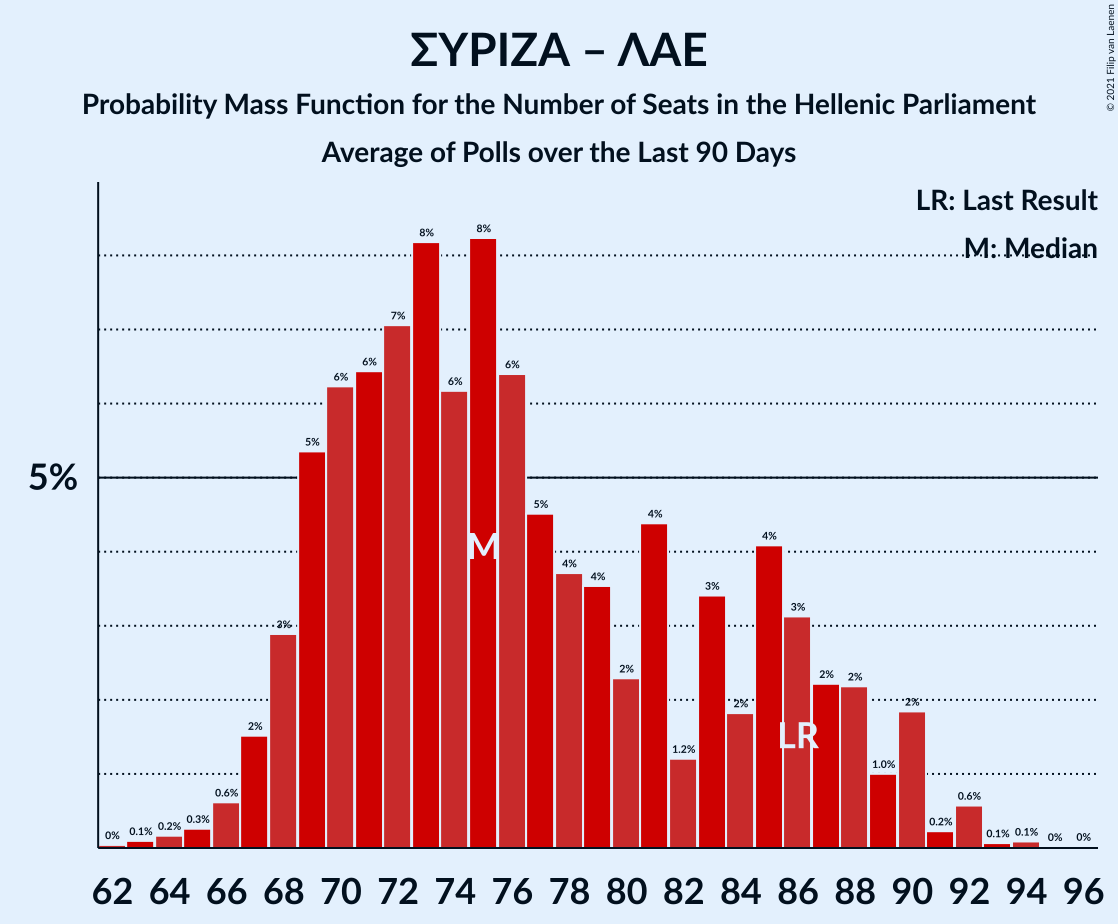 ΣΥΡΙΖΑ – ΛΑΕ
Probability Mass Function for the Number of Seats in the Hellenic Parliament
Average of Polls over the Last 90 Days
© 2021 Filip van Laenen
LR: Last Result
M: Median
5%
0% 0.1% 0.2% 0.3% 0.6% 2% 3% 5% 6% 6% 7% 8% 6% 8% 6% 5% 4% 4% 2% 4% 1.2% 3% 2% 4% 3% 2% 2% 1.0% 2% 0.2% 0.6% 0.1% 0.1% 0% 0%
M
LR
62 64 66 68 70 72 74 76 78 80 82 84 86 88 90 92 94 96